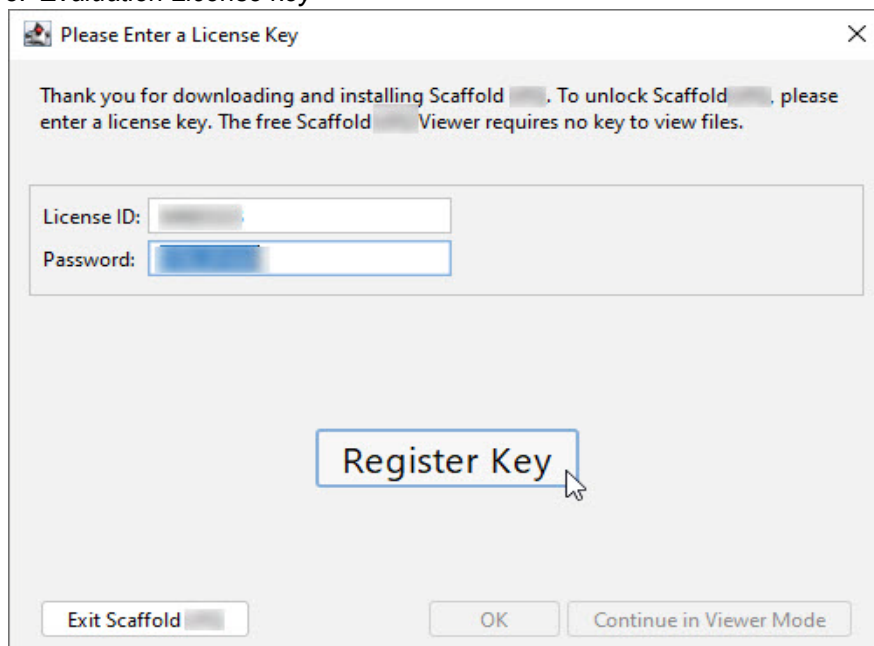 Evaluation License Key
Please Enter a License Key
Thank you for downloading and installing Scaffold . To unlock Scaffold , please
enter a license key. The free Scaffold Viewer requires no key to view files.
License ID:
Password:
Register Key
Exit Scaffold
OK
Continue in Viewer Mode